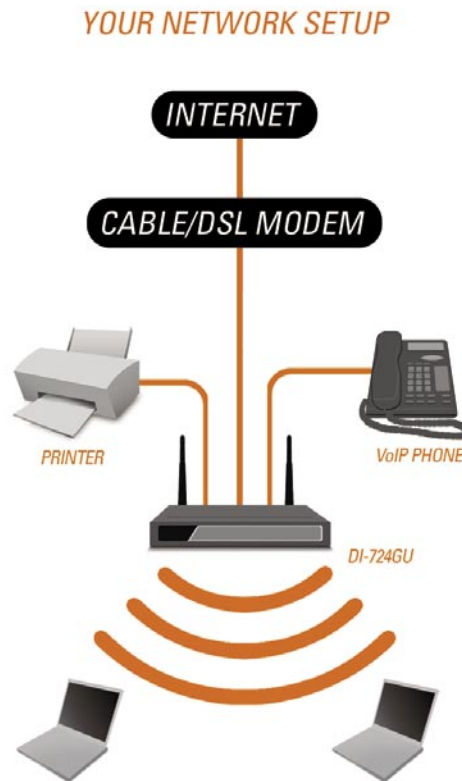 YOUR NETWORK SETUP
INTERNET
CABLE/DSL MODEM
PRINTER
VoIP PHONE
DI-724GU